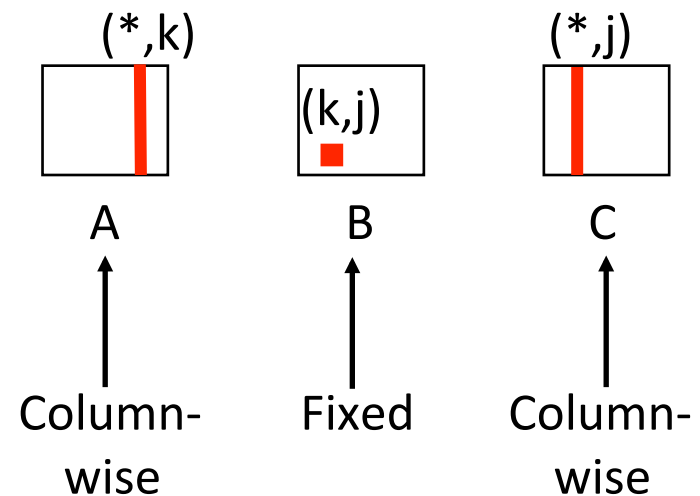 (*,k)
(k,j)
(*,j)
A
B
C
Column-
wise
Fixed
Column-
wise